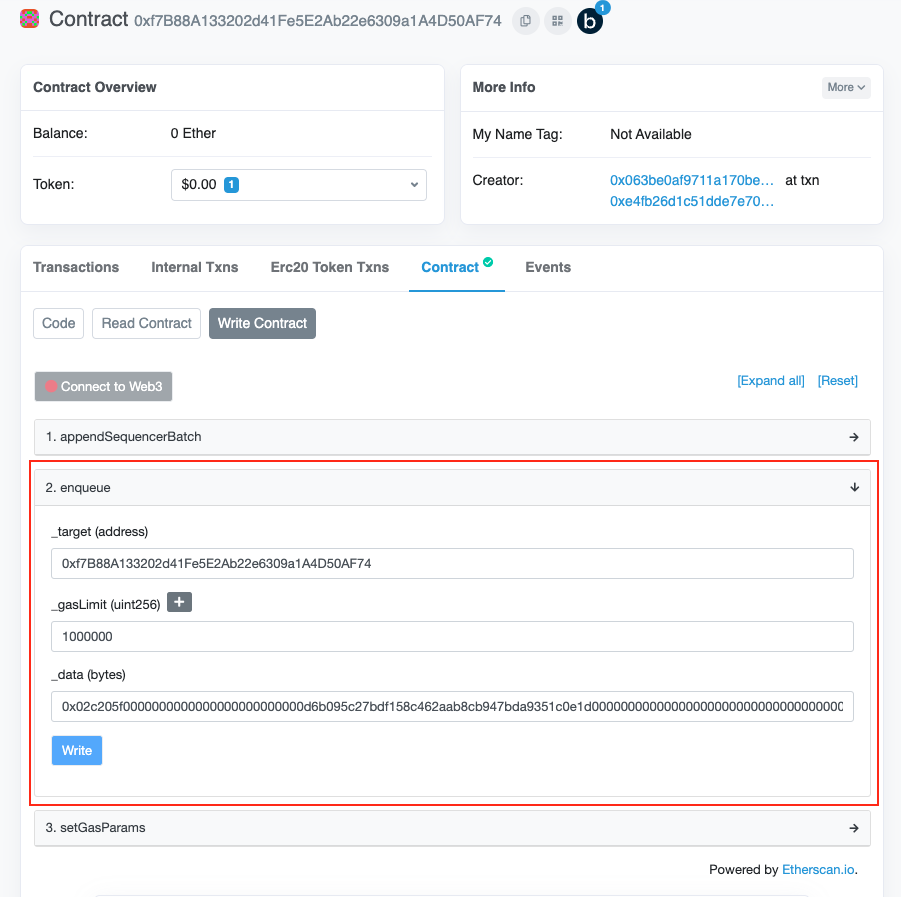 Contract 0xf7B88A133202d41Fe5E2Ab22e6309a1A4D50AF74 b 1
Contract Overview
Balance: 0 Ether
Token: $0.00 1
More Info More
My Name Tag: Not Available
Creator: 0x063be0af9711a170be... at txn
0xe4fb26d1c51dde7e70...
Transactions Internal Txns Erc20 Token Txns Contract Events
Code Read Contract Write Contract
Connect to Web3 [Expand all] [Reset]
1. appendSequencerBatch
2. enqueue
_target (address)
0xf7B88A133202d41Fe5E2Ab22e6309a1A4D50AF74
_gasLimit (uint256) +
1000000
_data (bytes)
Write
3. setGasParams
Powered by Etherscan.io.